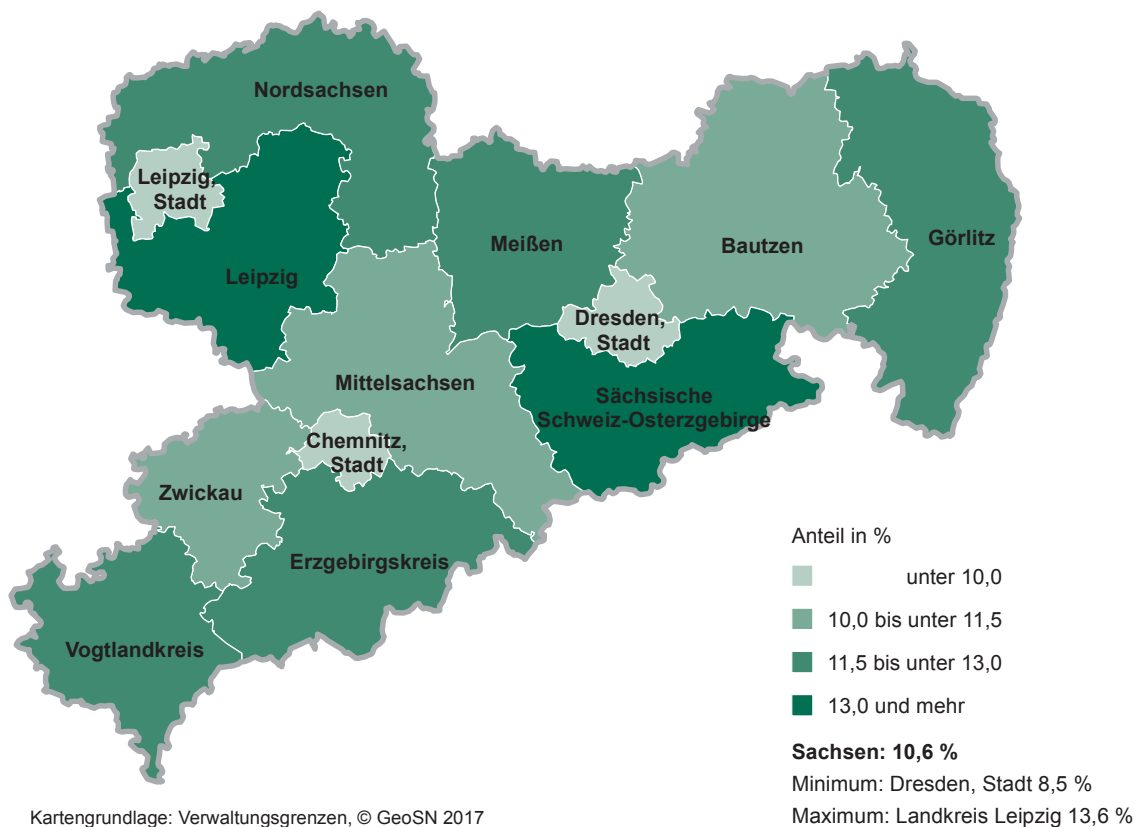 Nordsachsen
Leipzig,
Stadt
Leipzig
Meißen
Bautzen
Görlitz
Dresden,
Stadt
Mittelsachsen
Sächsische
Schweiz-Osterzgebirge
Chemnitz,
Stadt
Zwickau
Erzgebirgskreis
Vogtlandkreis
Anteil in %
unter 10,0
10,0 bis unter 11,5
11,5 bis unter 13,0
13,0 und mehr
Sachsen: 10,6 %
Minimum: Dresden, Stadt 8,5 %
Maximum: Landkreis Leipzig 13,6 %
Kartengrundlage: Verwaltungsgrenzen, © GeoSN 2017